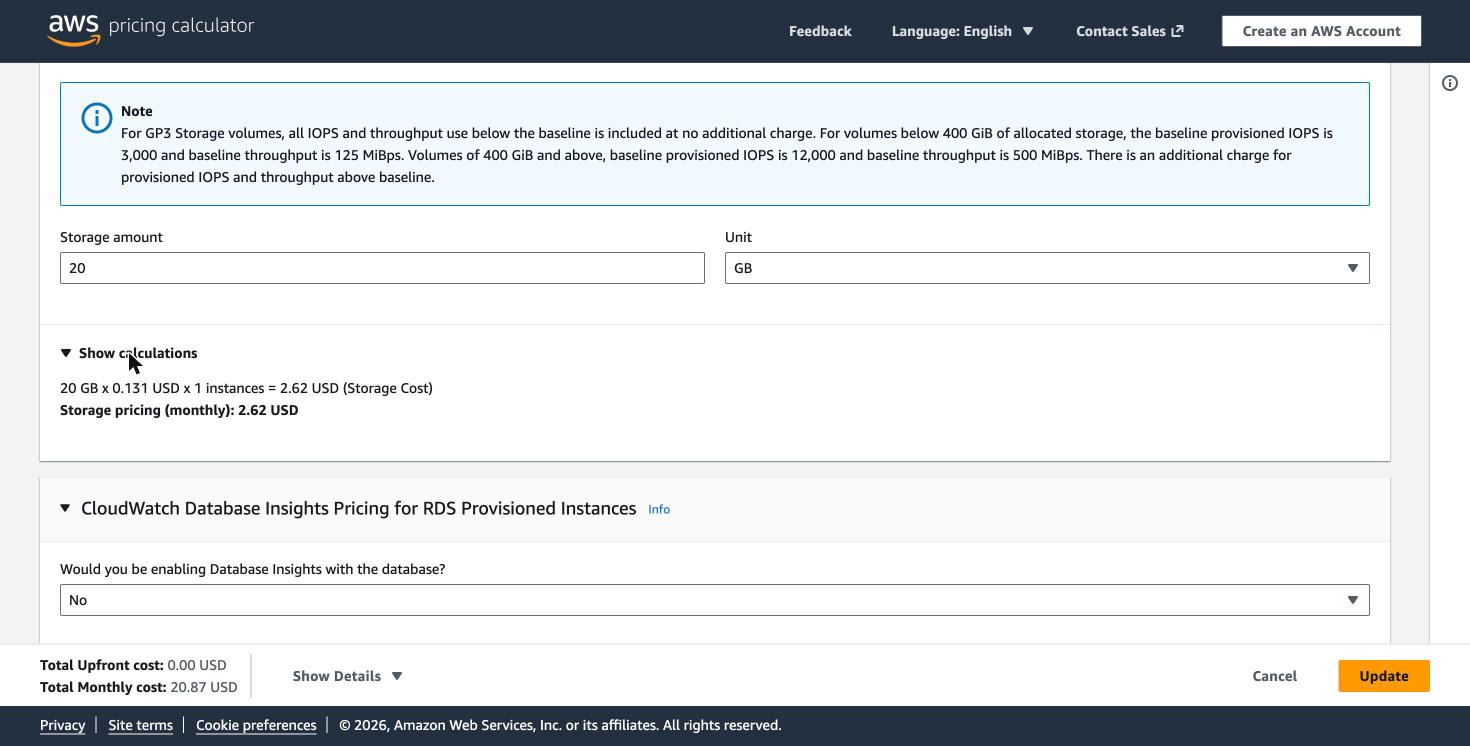 aws pricing calculator
Feedback
Language: English
Contact Sales
Create an AWS Account
Note
For GP3 Storage volumes, all IOPS and throughput use below the baseline is included at no additional charge. For volumes below 400 GiB of allocated storage, the baseline provisioned IOPS is
3,000 and baseline throughput is 125 MiBps. Volumes of 400 GiB and above, baseline provisioned IOPS is 12,000 and baseline throughput is 500 MiBps. There is an additional charge for
provisioned IOPS and throughput above baseline.
Storage amount
Unit
20
GB
Show calculations
20 GB x 0.131 USD x 1 instances = 2.62 USD (Storage Cost)
Storage pricing (monthly): 2.62 USD
CloudWatch Database Insights Pricing for RDS Provisioned Instances Info
Would you be enabling Database Insights with the database?
No
Total Upfront cost: 0.00 USD
Total Monthly cost: 20.87 USD
Show Details
Cancel
Update
Privacy | Site terms | Cookie preferences | © 2026, Amazon Web Services, Inc. or its affiliates. All rights reserved.